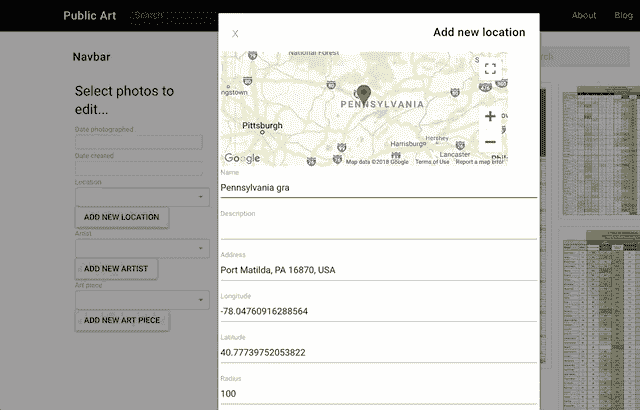 Public Art
Search
About
Blog
Navbar
Select photos to
edit...
Date photographed
Date created
Location
ADD NEW LOCATION
Artist
ADD NEW ARTIST
Art piece
ADD NEW ART PIECE
X
Add new location
National Forest
PENNSYLVANIA
Pittsburgh
Harrisburg
Hershey
Lancaster
Google
Map data ©2018 Google
Terms of Use
Report a map error
Name
Pennsylvania gra
Description
Address
Port Matilda, PA 16870, USA
Longitude
-78.04760916288564
Latitude
40.77739752053822
Radius
100